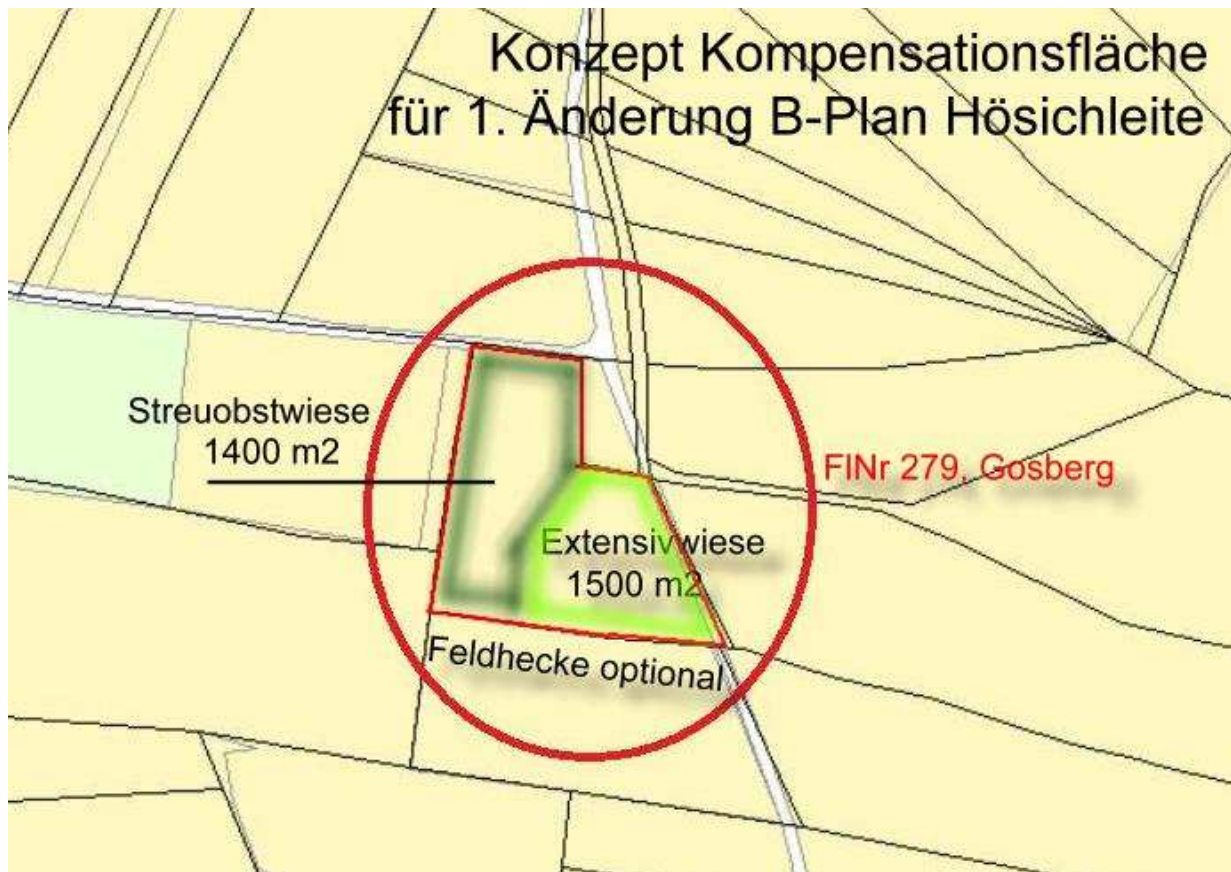 Konzept Kompensationsfläche
für 1. Änderung B-Plan Hösichleite
Streuobstwiese
1400 m2
FlNr 279, Gosberg
Extensivwiese
1500 m2
Feldhecke optional